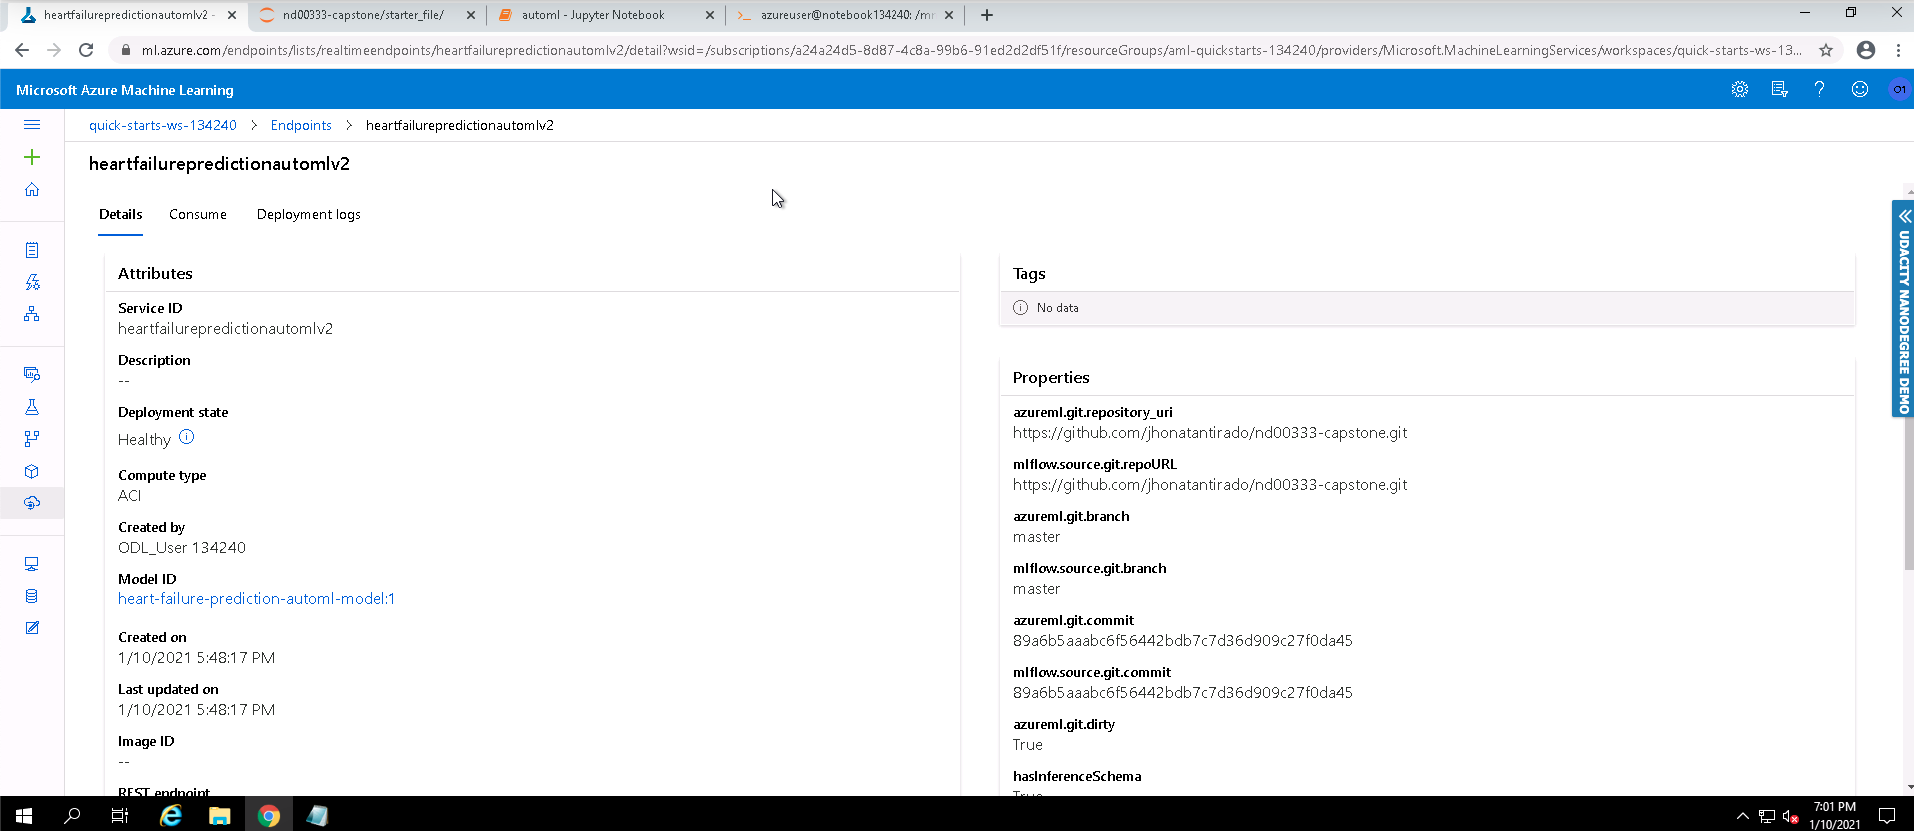 heartfailurepredictionautomlv2 -
nd00333-capstone/starter_file/
automl - Jupyter Notebook
azureuser@notebook134240: /mn
ml.azure.com/endpoints/lists/realtimeendpoints/heartfailurepredictionautomlv2/detail?wsid=/subscriptions/a24a24d5-8d87-4c8a-99b6-91ed2d2df51f/resourceGroups/aml-quickstarts-134240/providers/Microsoft.MachineLearningServices/workspaces/quick-starts-ws-13...
Microsoft Azure Machine Learning
O1
quick-starts-ws-134240 > Endpoints > heartfailurepredictionautomlv2
heartfailurepredictionautomlv2
Details Consume Deployment logs
Attributes
Service ID
heartfailurepredictionautomlv2
Description
--
Deployment state
Healthy
Compute type
ACI
Created by
ODL_User 134240
Model ID
heart-failure-prediction-automl-model:1
Created on
1/10/2021 5:48:17 PM
Last updated on
1/10/2021 5:48:17 PM
Image ID
--
REST endpoint
Tags
No data
Properties
azureml.git.repository_uri
https://github.com/jhonatantirado/nd00333-capstone.git
mlflow.source.git.repoURL
https://github.com/jhonatantirado/nd00333-capstone.git
azureml.git.branch
master
mlflow.source.git.branch
master
azureml.git.commit
89a6b5aaabc6f56442bdb7c7d36d909c27f0da45
mlflow.source.git.commit
89a6b5aaabc6f56442bdb7c7d36d909c27f0da45
azureml.git.dirty
True
hasInferenceSchema
True
UDACITY NANODEGREE DEMO
7:01 PM
1/10/2021